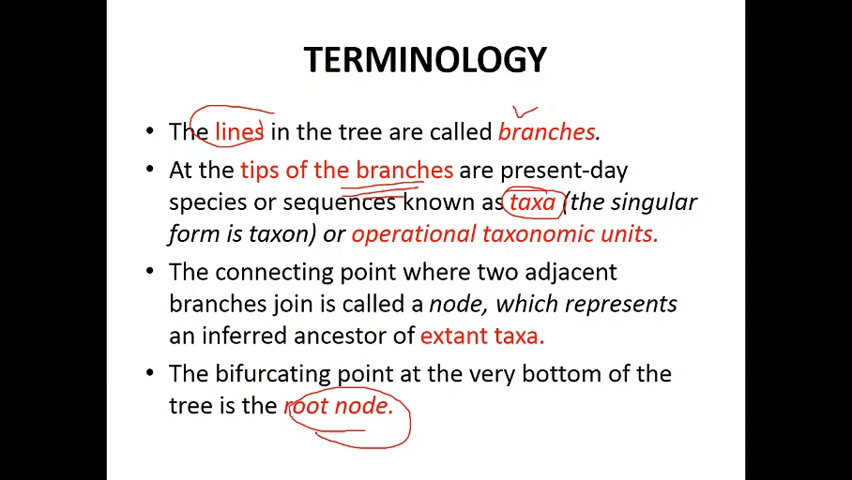 TERMINOLOGY
• The lines in the tree are called branches.
• At the tips of the branches are present-day
species or sequences known as taxa (the singular
form is taxon) or operational taxonomic units.
• The connecting point where two adjacent
branches join is called a node, which represents
an inferred ancestor of extant taxa.
• The bifurcating point at the very bottom of the
tree is the root node.